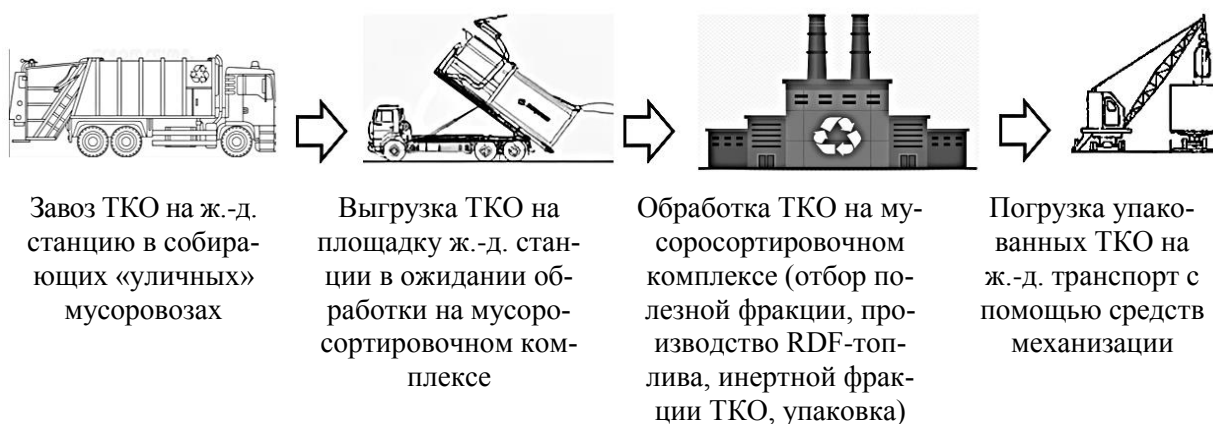 Завоз ТКО на ж.-д.
станцию в собира-
ющих «уличных»
мусоровозах
Выгрузка ТКО на
площадку ж.-д. стан-
ции в ожидании об-
работки на мусоро-
сортировочном ком-
плексе
Обработка ТКО на му-
соросортировочном
комплексе (отбор по-
лезной фракции, про-
изводство RDF-топ-
лива, инертной фрак-
ции ТКО, упаковка)
Погрузка упако-
ванных ТКО на
ж.-д. транспорт с
помощью средств
механизации